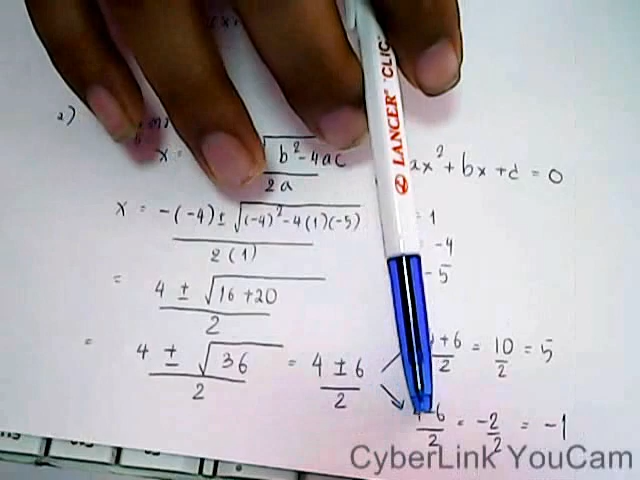 2)
x = √b² - 4ac / 2a
ax² + bx + c = 0
x = -(-4) ± √(-4)² - 4(1)(-5) / 2(1)
= 1
= -4
-5
= 4 ± √16 + 20 / 2
= 4 ± √36 / 2 = 4 ± 6 / 2
+ 6 / 2 = 10 / 2 = 5
- 6 / 2 = -2 / 2 = -1
LANCER CLIC
CyberLink YouCam